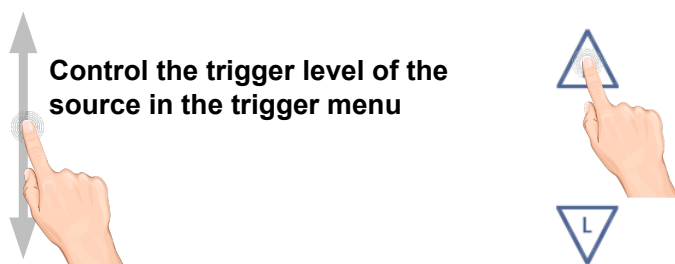 Control the trigger level of the
source in the trigger menu
L